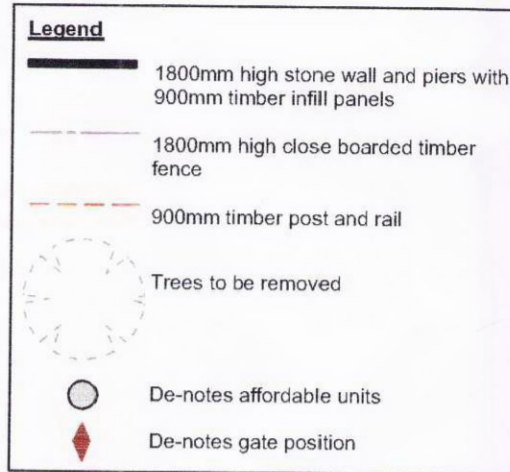 Legend
1800mm high stone wall and piers with
900mm timber infill panels
1800mm high close boarded timber
fence
900mm timber post and rail
Trees to be removed
De-notes affordable units
De-notes gate position